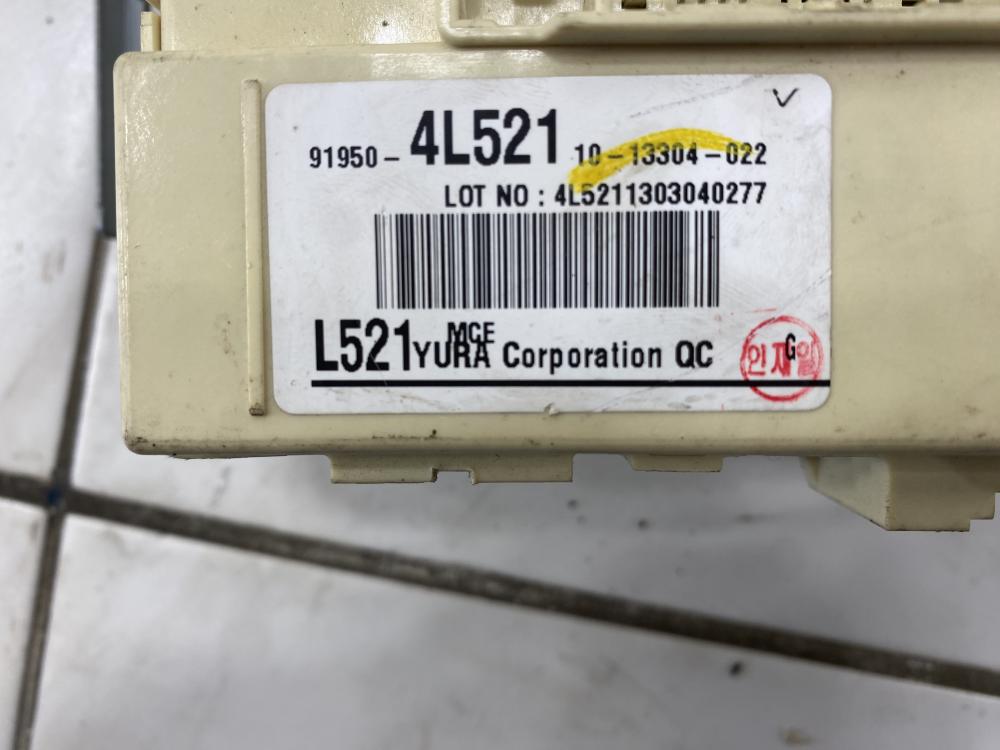 91950- 4L521 10-13304-022
LOT NO : 4L5211303040277
MCE
L521 YURA Corporation QC
G
인재일